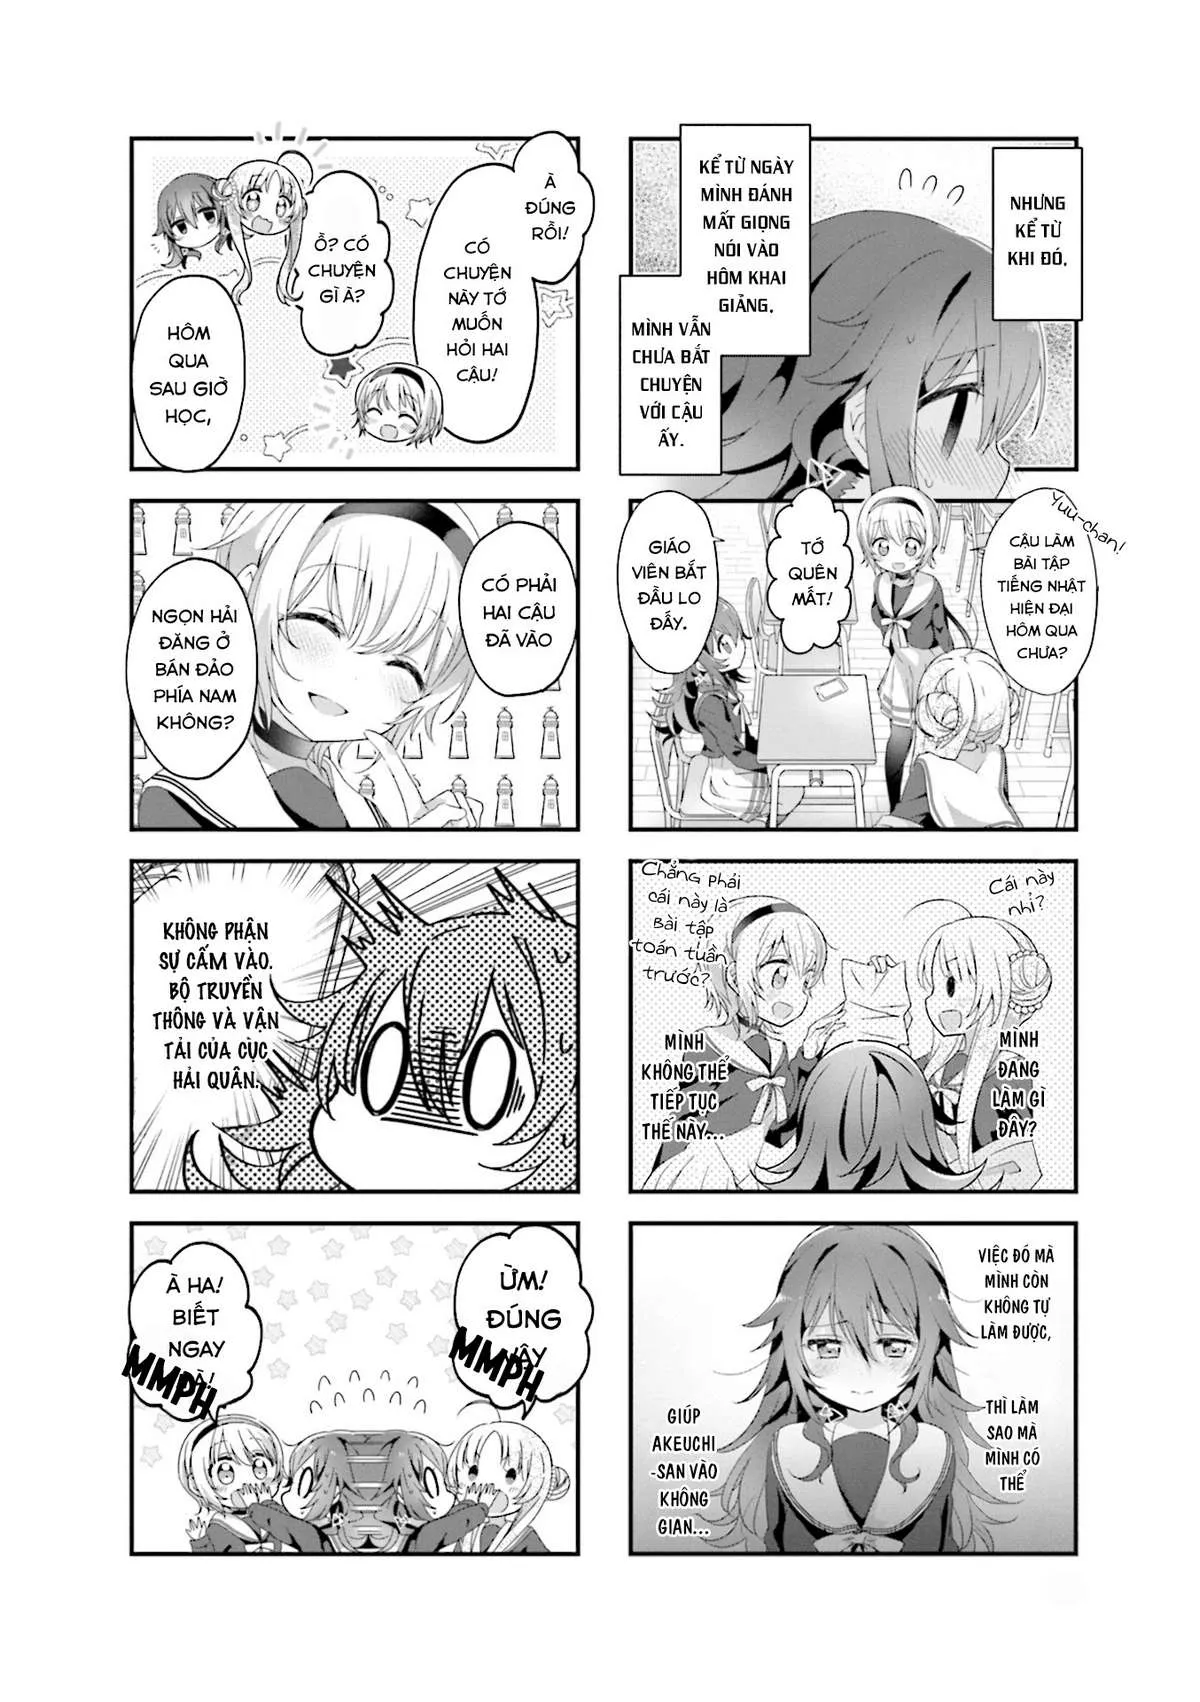 NHƯNG
KỂ TỪ
KHI ĐÓ,
KỂ TỪ NGÀY
MÌNH ĐÁNH
MẤT GIỌNG
NÓI VÀO
HÔM KHAI
GIẢNG.
MÌNH VẪN
CHƯA BẮT
CHUYỆN
VỚI CẬU
ẤY.
Yuu-chan!
CẬU LÀM
BÀI TẬP
TIẾNG NHẬT
HIỆN ĐẠI
HÔM QUA
CHƯA?
TỚ
QUÊN
MẤT!
GIÁO
VIÊN BẮT
ĐẦU LO
ĐẤY.
Cái này
nhỉ?
Chẳng phải
cái này là
Bài tập
toán tuần
trước?
MÌNH
ĐANG
LÀM GÌ
ĐÂY?
MÌNH
KHÔNG THỂ
TIẾP TỤC
THẾ NÀY...
VIỆC ĐÓ MÀ
MÌNH CÒN
KHÔNG TỰ
LÀM ĐƯỢC,
THÌ LÀM
SAO MÀ
MÌNH CÓ
THỂ
GIÚP
AKEUCHI
-SAN VÀO
KHÔNG
GIAN...
À
ĐÚNG
RỒI!
CÓ
CHUYỆN
NÀY TỚ
MUỐN
HỎI HAI
CẬU!
Ồ? CÓ
CHUYỆN
GÌ À?
HÔM
QUA
SAU GIỜ
HỌC,
CÓ PHẢI
HAI CẬU
ĐÃ VÀO
NGỌN HẢI
ĐĂNG Ở
BÁN ĐẢO
PHÍA NAM
KHÔNG?
KHÔNG PHẬN
SỰ CẤM VÀO.
BỘ TRUYỀN
THÔNG VÀ VẬN
TẢI CỦA CỤC
HẢI QUÂN.
ỪM!
ĐÚNG
VẬY
MMPH
À HA!
BIẾT
NGAY
MÀ!
MMPH